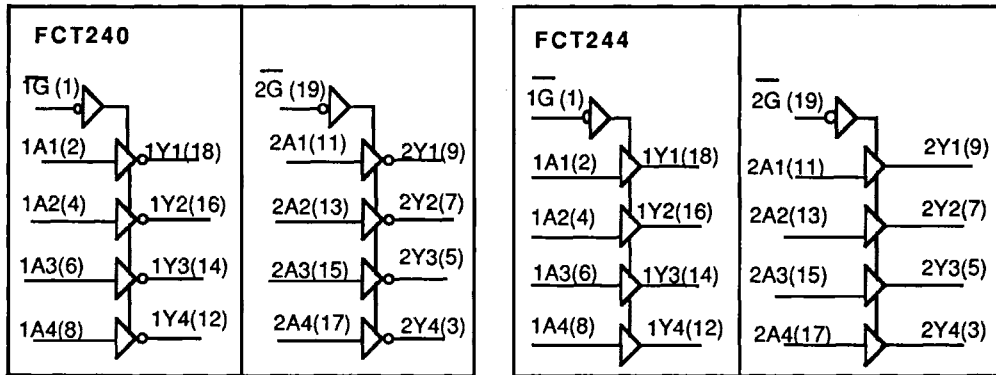 FCT240
1G (1)
1A1(2) 1Y1(18)
1A2(4) 1Y2(16)
1A3(6) 1Y3(14)
1A4(8) 1Y4(12)
2G (19)
2A1(11) 2Y1(9)
2A2(13) 2Y2(7)
2A3(15) 2Y3(5)
2A4(17) 2Y4(3)
FCT244
1G (1)
1A1(2) 1Y1(18)
1A2(4) 1Y2(16)
1A3(6) 1Y3(14)
1A4(8) 1Y4(12)
2G (19)
2A1(11) 2Y1(9)
2A2(13) 2Y2(7)
2A3(15) 2Y3(5)
2A4(17) 2Y4(3)